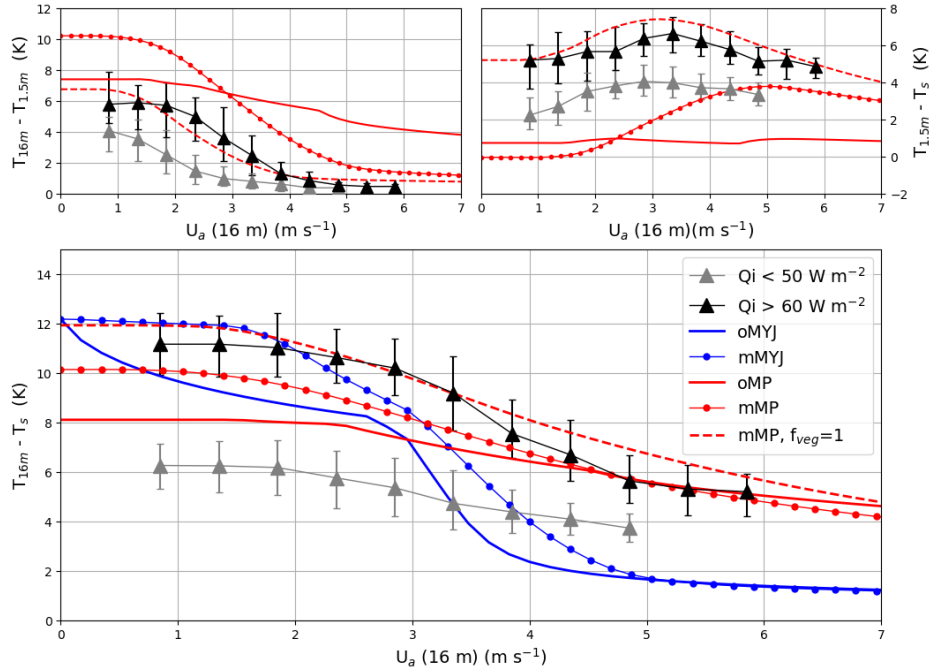 12
10
8
6
4
2
0
T16m - T1.5m (K)
0 1 2 3 4 5 6 7
Ua (16 m) (m s−1)
8
6
4
2
0
−2
T1.5m - Ts (K)
0 1 2 3 4 5 6 7
Ua (16 m)(m s−1)
14
12
10
8
6
4
2
0
T16m - Ts (K)
Qi < 50 W m−2
Qi > 60 W m−2
oMYJ
mMYJ
oMP
mMP
mMP, fveg=1
0 1 2 3 4 5 6 7
Ua (16 m) (m s−1)